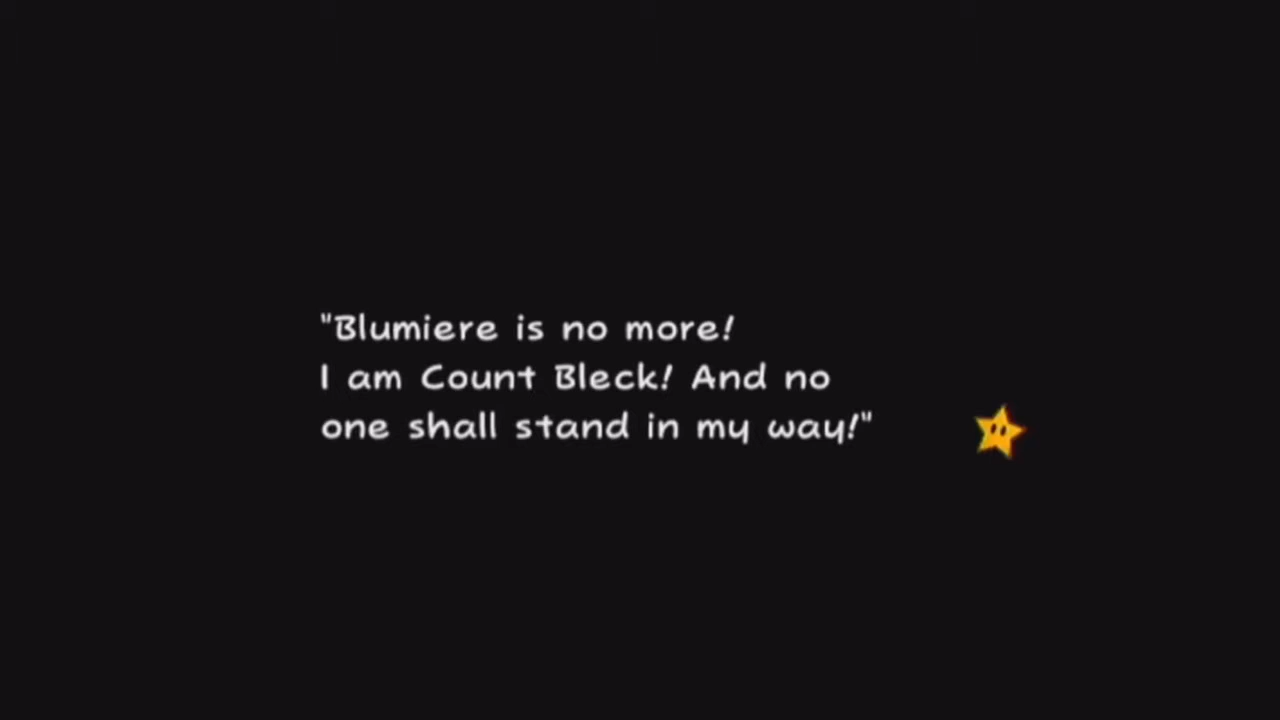 "Blumiere is no more!
I am Count Bleck! And no
one shall stand in my way!"